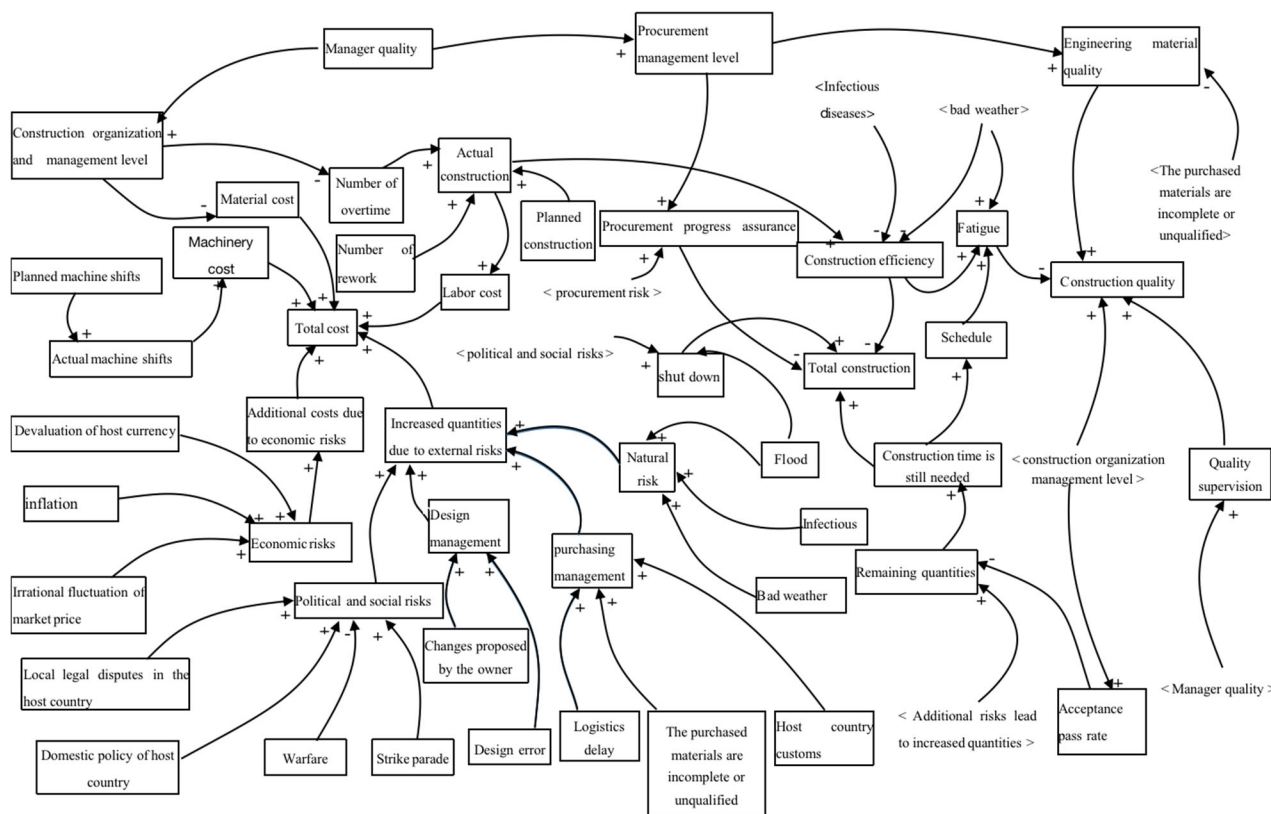 Manager quality
Procurement
management level
Engineering material
quality
<Infectious
diseases>
< bad weather>
Construction organization
and management level
Actual
construction
Number of
overtime
Material cost
Planned
construction
Procurement progress assurance
Fatigue
<The purchased
materials are
incomplete or
unqualified>
Machinery
cost
Number of
rework
Construction efficiency
Planned machine shifts
Labor cost
< procurement risk >
Construction quality
Total cost
Actual machine shifts
< political and social risks >
shut down
Total construction
Schedule
Additional costs due
to economic risks
Increased quantities
due to external risks
Devaluation of host currency
Natural
risk
Flood
Construction time is
still needed
< construction organization
management level >
Quality
supervision
inflation
Design
management
Infectious
Economic risks
purchasing
management
Remaining quantities
Irrational fluctuation of
market price
Political and social risks
Bad weather
Changes proposed
by the owner
Local legal disputes in the
host country
< Manager quality >
Domestic policy of host
country
Warfare
Strike parade
Design error
Logistics
delay
The purchased
materials are
incomplete or
unqualified
Host country
customs
< Additional risks lead
to increased quantities >
Acceptance
pass rate